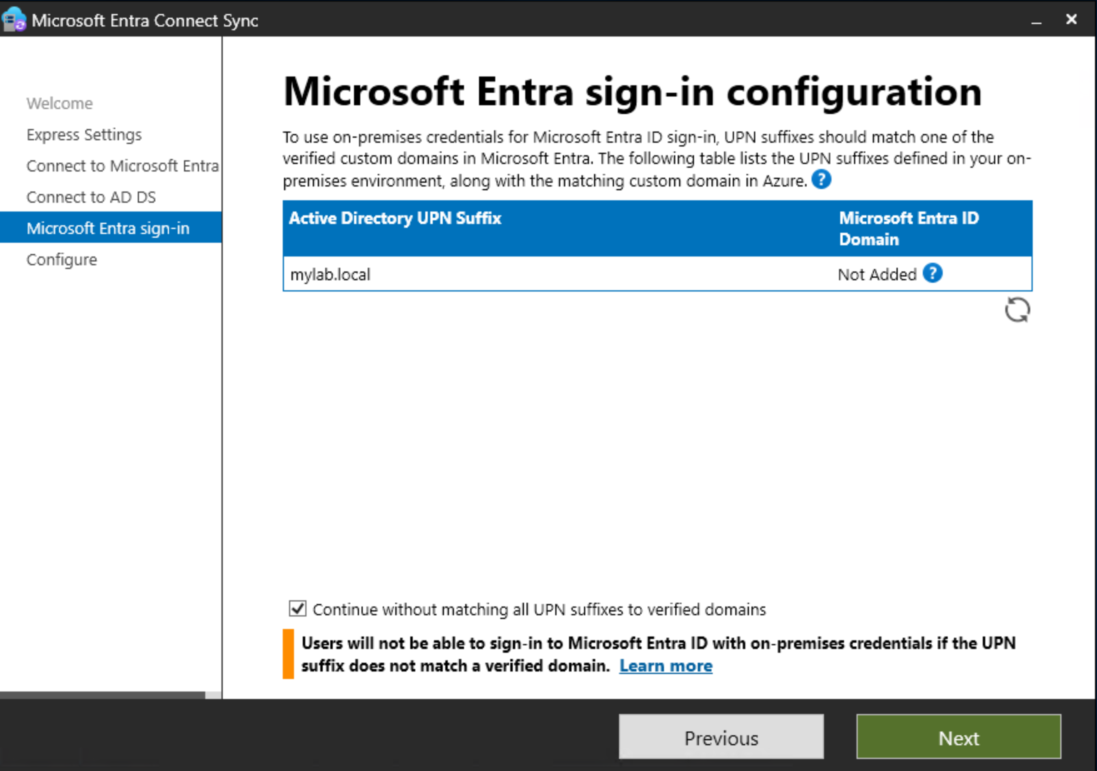 Microsoft Entra Connect Sync
Welcome
Express Settings
Connect to Microsoft Entra
Connect to AD DS
Microsoft Entra sign-in
Configure
Microsoft Entra sign-in configuration
To use on-premises credentials for Microsoft Entra ID sign-in, UPN suffixes should match one of the
verified custom domains in Microsoft Entra. The following table lists the UPN suffixes defined in your on-
premises environment, along with the matching custom domain in Azure. ?
Active Directory UPN Suffix
Microsoft Entra ID
Domain
mylab.local
Not Added ?
Continue without matching all UPN suffixes to verified domains
Users will not be able to sign-in to Microsoft Entra ID with on-premises credentials if the UPN
suffix does not match a verified domain. Learn more
Previous
Next